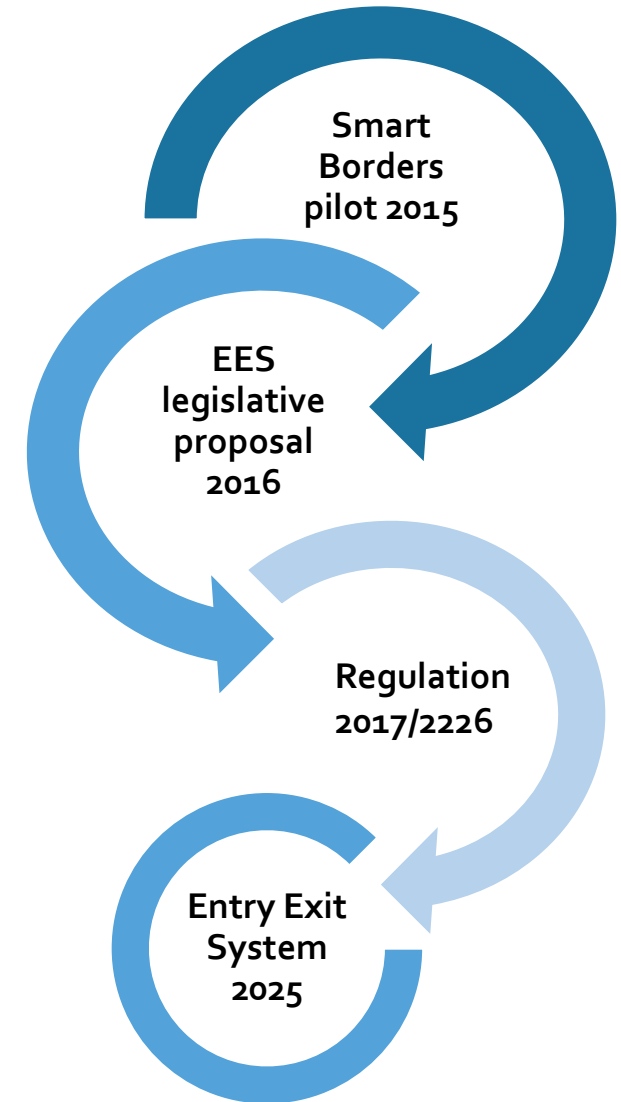 Smart
Borders
pilot 2015
EES
legislative
proposal
2016
Regulation
2017/2226
Entry Exit
System
2025